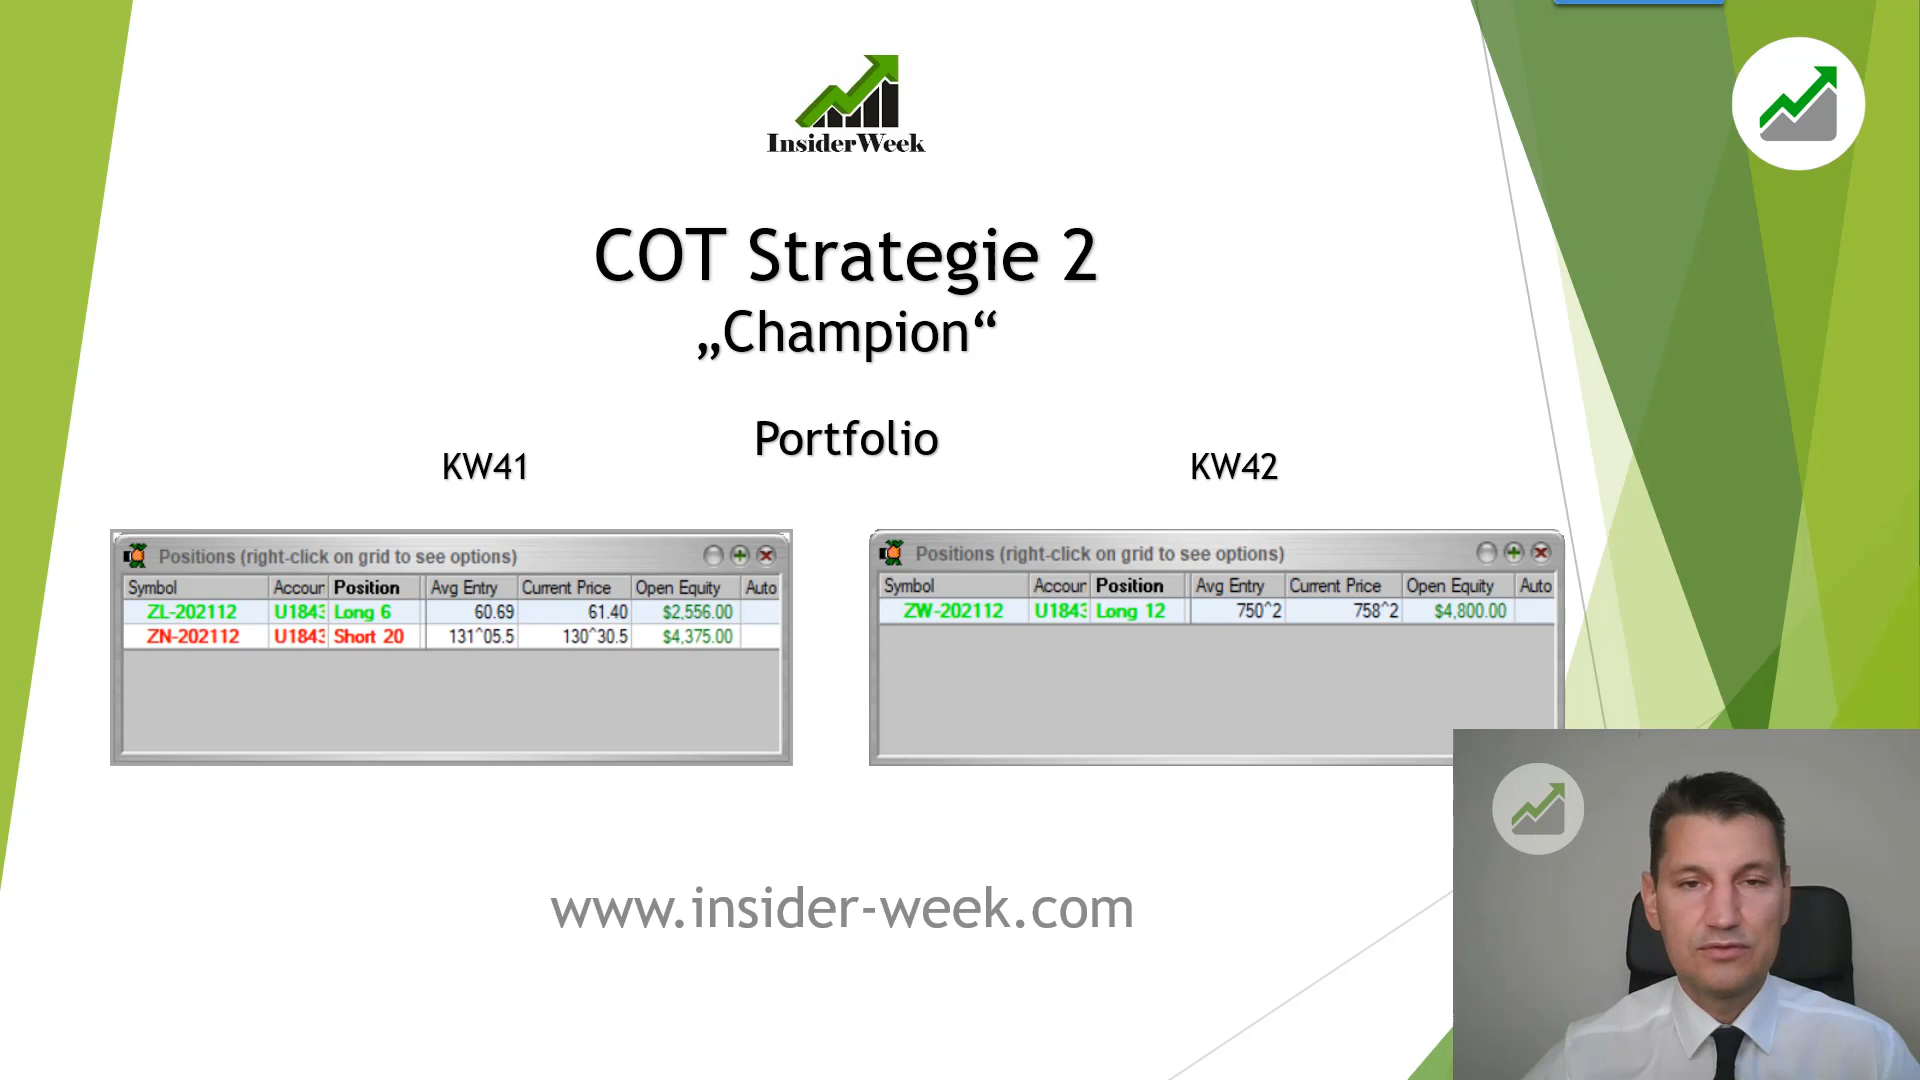 InsiderWeek
COT Strategie 2
„Champion“
Portfolio
KW41
KW42
Positions (right-click on grid to see options)
Symbol Accour Position Avg Entry Current Price Open Equity Auto
ZL-202112 U1843 Long 6 60.69 61.40 $2,556.00
ZN-202112 U1843 Short 20 131^05.5 130^30.5 $4,375.00
Positions (right-click on grid to see options)
Symbol Accour Position Avg Entry Current Price Open Equity Auto
ZW-202112 U1843 Long 12 750^2 758^2 $4,800.00
www.insider-week.com